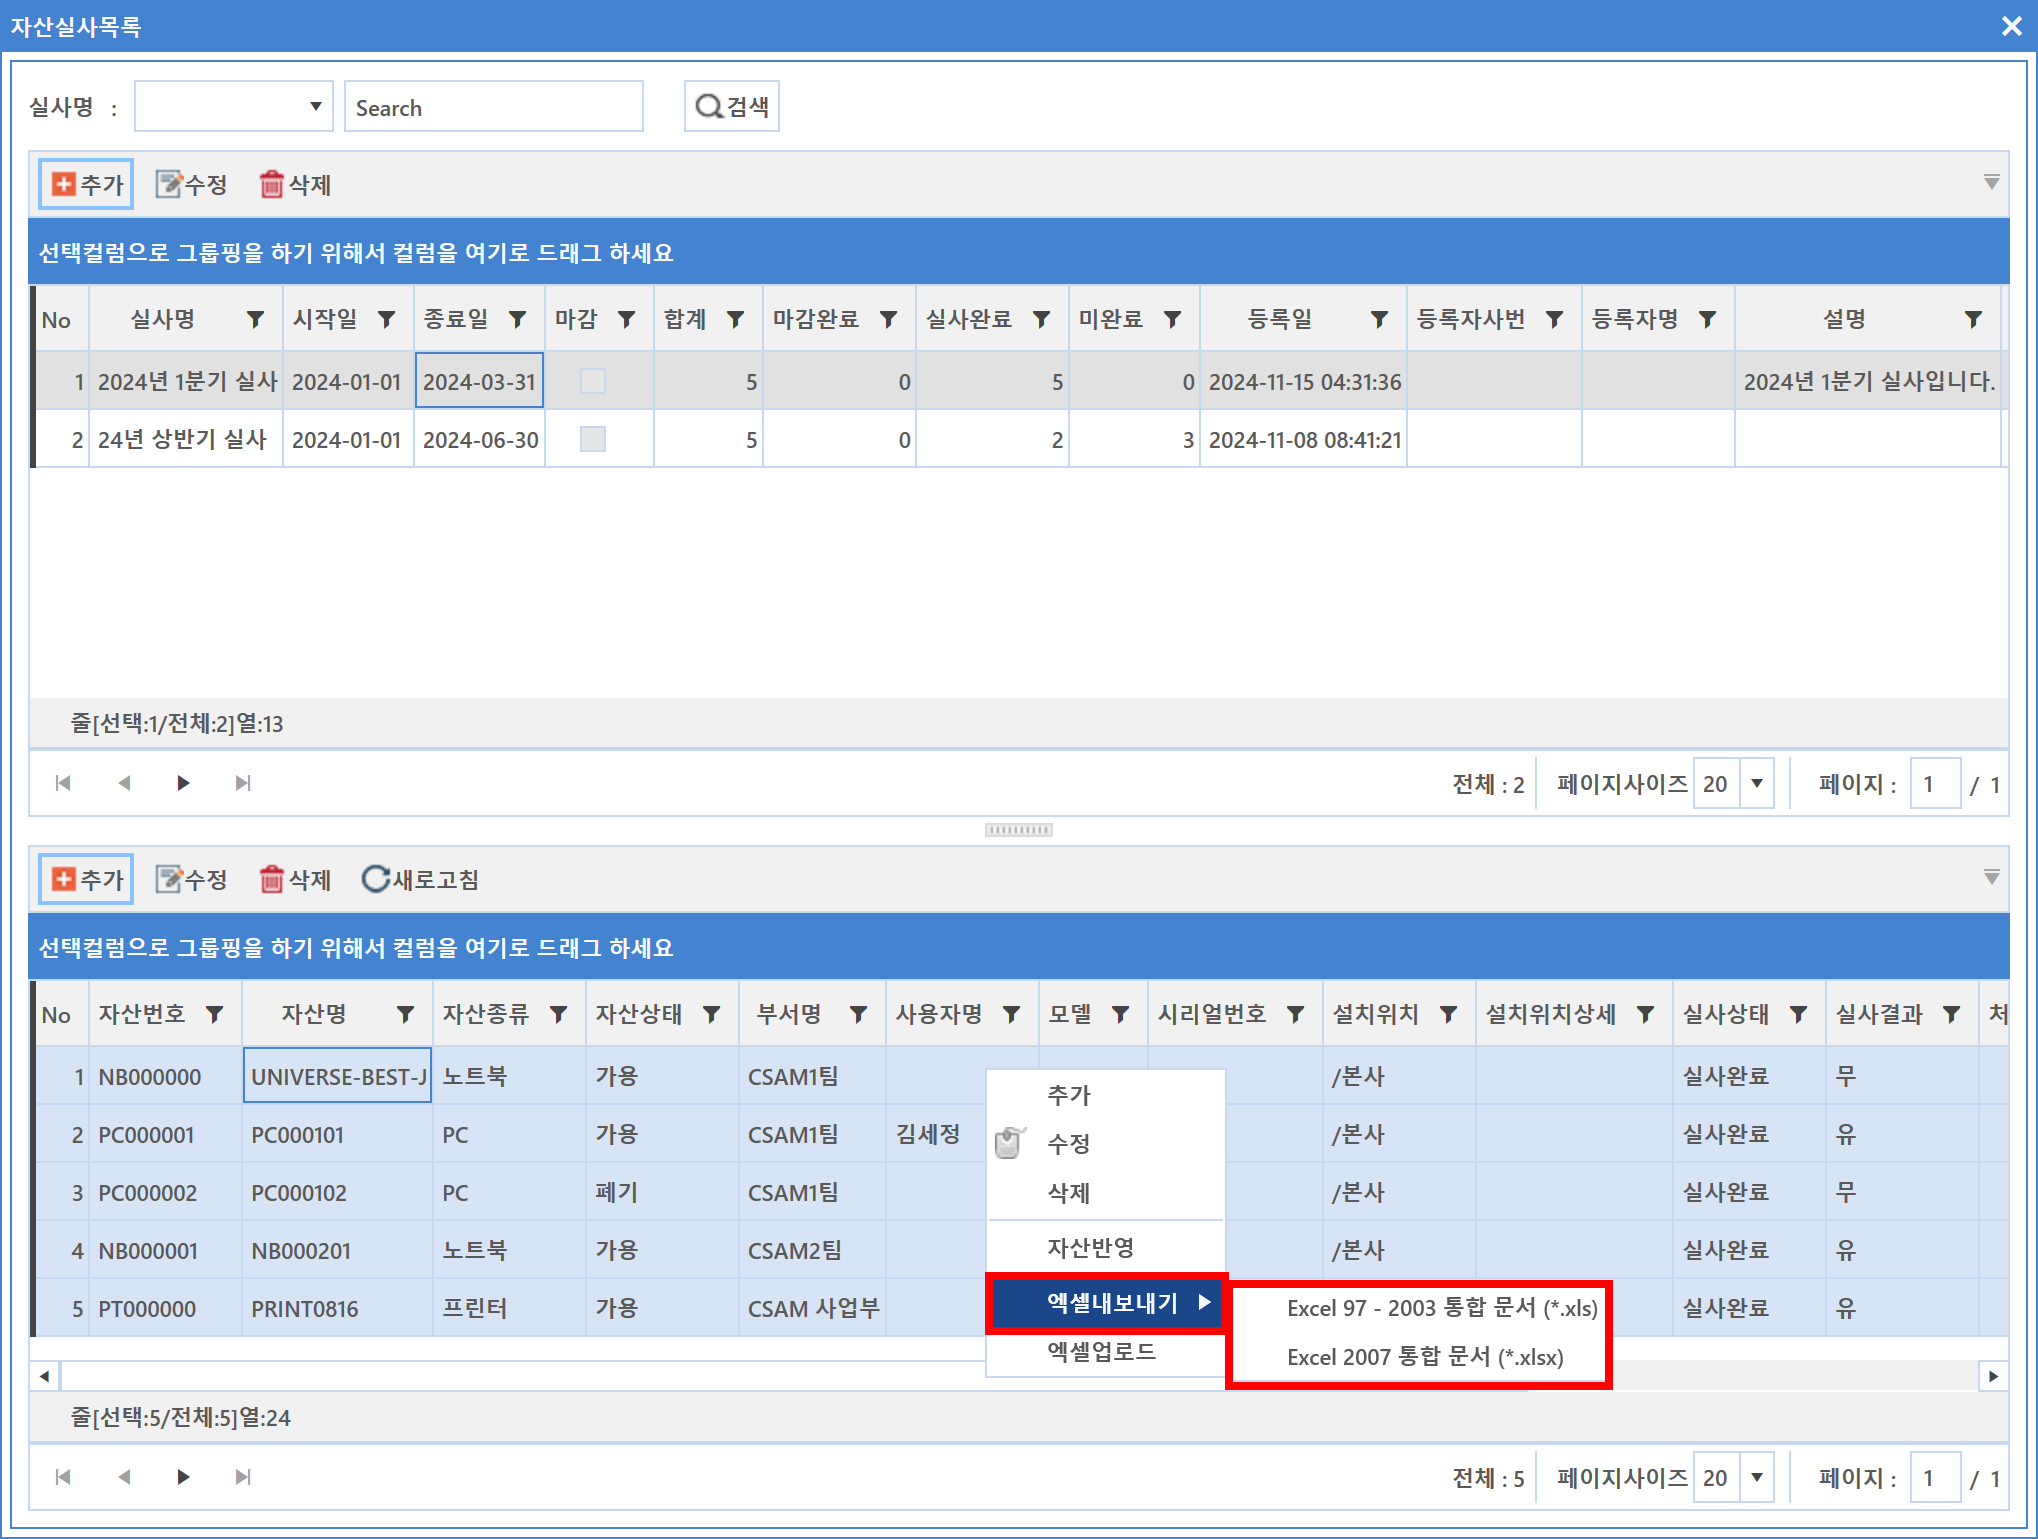 자산실사목록
실사명 : Search 검색
추가 수정 삭제
선택컬럼으로 그룹핑을 하기 위해서 컬럼을 여기로 드래그 하세요
No 실사명 시작일 종료일 마감 합계 마감완료 실사완료 미완료 등록일 등록자사번 등록자명 설명
1 2024년 1분기 실사 2024-01-01 2024-03-31 5 0 5 0 2024-11-15 04:31:36 2024년 1분기 실사입니다.
2 24년 상반기 실사 2024-01-01 2024-06-30 5 0 2 3 2024-11-08 08:41:21
줄[선택:1/전체:2]열:13
전체 : 2 페이지사이즈 20 페이지 : 1 / 1
추가 수정 삭제 새로고침
선택컬럼으로 그룹핑을 하기 위해서 컬럼을 여기로 드래그 하세요
No 자산번호 자산명 자산종류 자산상태 부서명 사용자명 모델 시리얼번호 설치위치 설치위치상세 실사상태 실사결과 처
1 NB000000 UNIVERSE-BEST-J 노트북 가용 CSAM1팀 /본사 실사완료 무
2 PC000001 PC000101 PC 가용 CSAM1팀 김세정 /본사 실사완료 유
3 PC000002 PC000102 PC 폐기 CSAM1팀 /본사 실사완료 무
4 NB000001 NB000201 노트북 가용 CSAM2팀 /본사 실사완료 유
5 PT000000 PRINT0816 프린터 가용 CSAM 사업부 실사완료 유
추가
수정
삭제
자산반영
엑셀내보내기
엑셀업로드
Excel 97 - 2003 통합 문서 (*.xls)
Excel 2007 통합 문서 (*.xlsx)
줄[선택:5/전체:5]열:24
전체 : 5 페이지사이즈 20 페이지 : 1 / 1